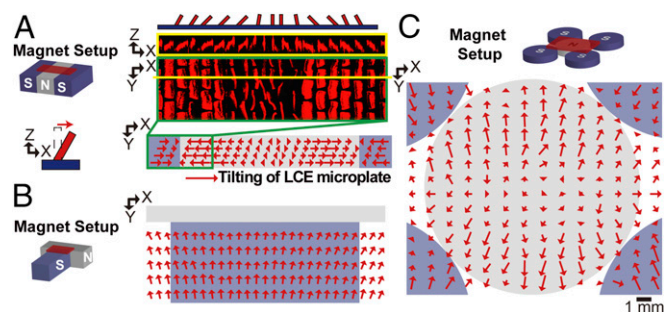 A
Magnet Setup
S N S
Z
X
X
Y
Z
X
X
Y
Tilting of LCE microplate
B
Magnet Setup
S N
X
Y
C
Magnet
Setup
S S
N
S S
X
Y
1 mm